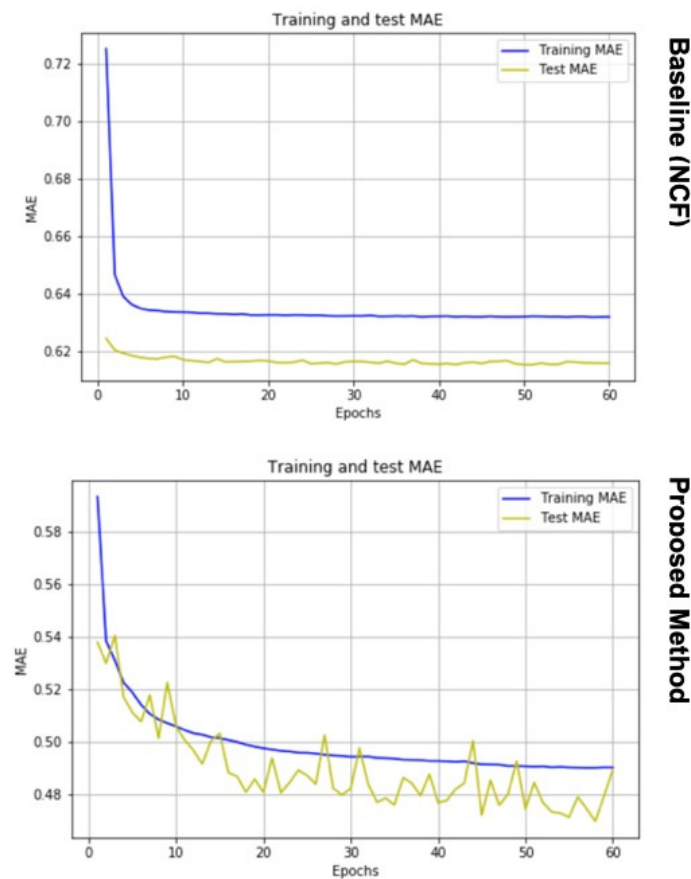 Training and test MAE
Training MAE
Test MAE
0.72
0.70
0.68
0.66
0.64
0.62
MAE
0 10 20 30 40 50 60
Epochs
Baseline (NCF)
Training and test MAE
Training MAE
Test MAE
0.58
0.56
0.54
0.52
0.50
0.48
MAE
0 10 20 30 40 50 60
Epochs
Proposed Method